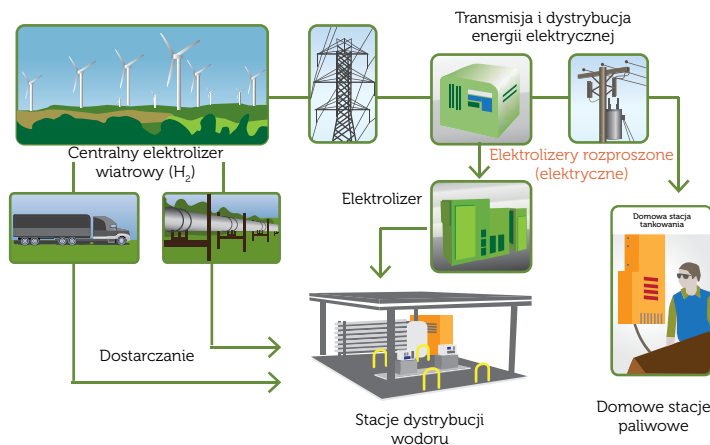 Transmisja i dystrybucja
energii elektrycznej
Centralny elektrolizer
wiatrowy (H₂)
Elektrolizery rozproszone
(elektryczne)
Elektrolizer
Domowa stacja
tankowania
Dostarczanie
Stacje dystrybucji
wodoru
Domowe stacje
paliwowe